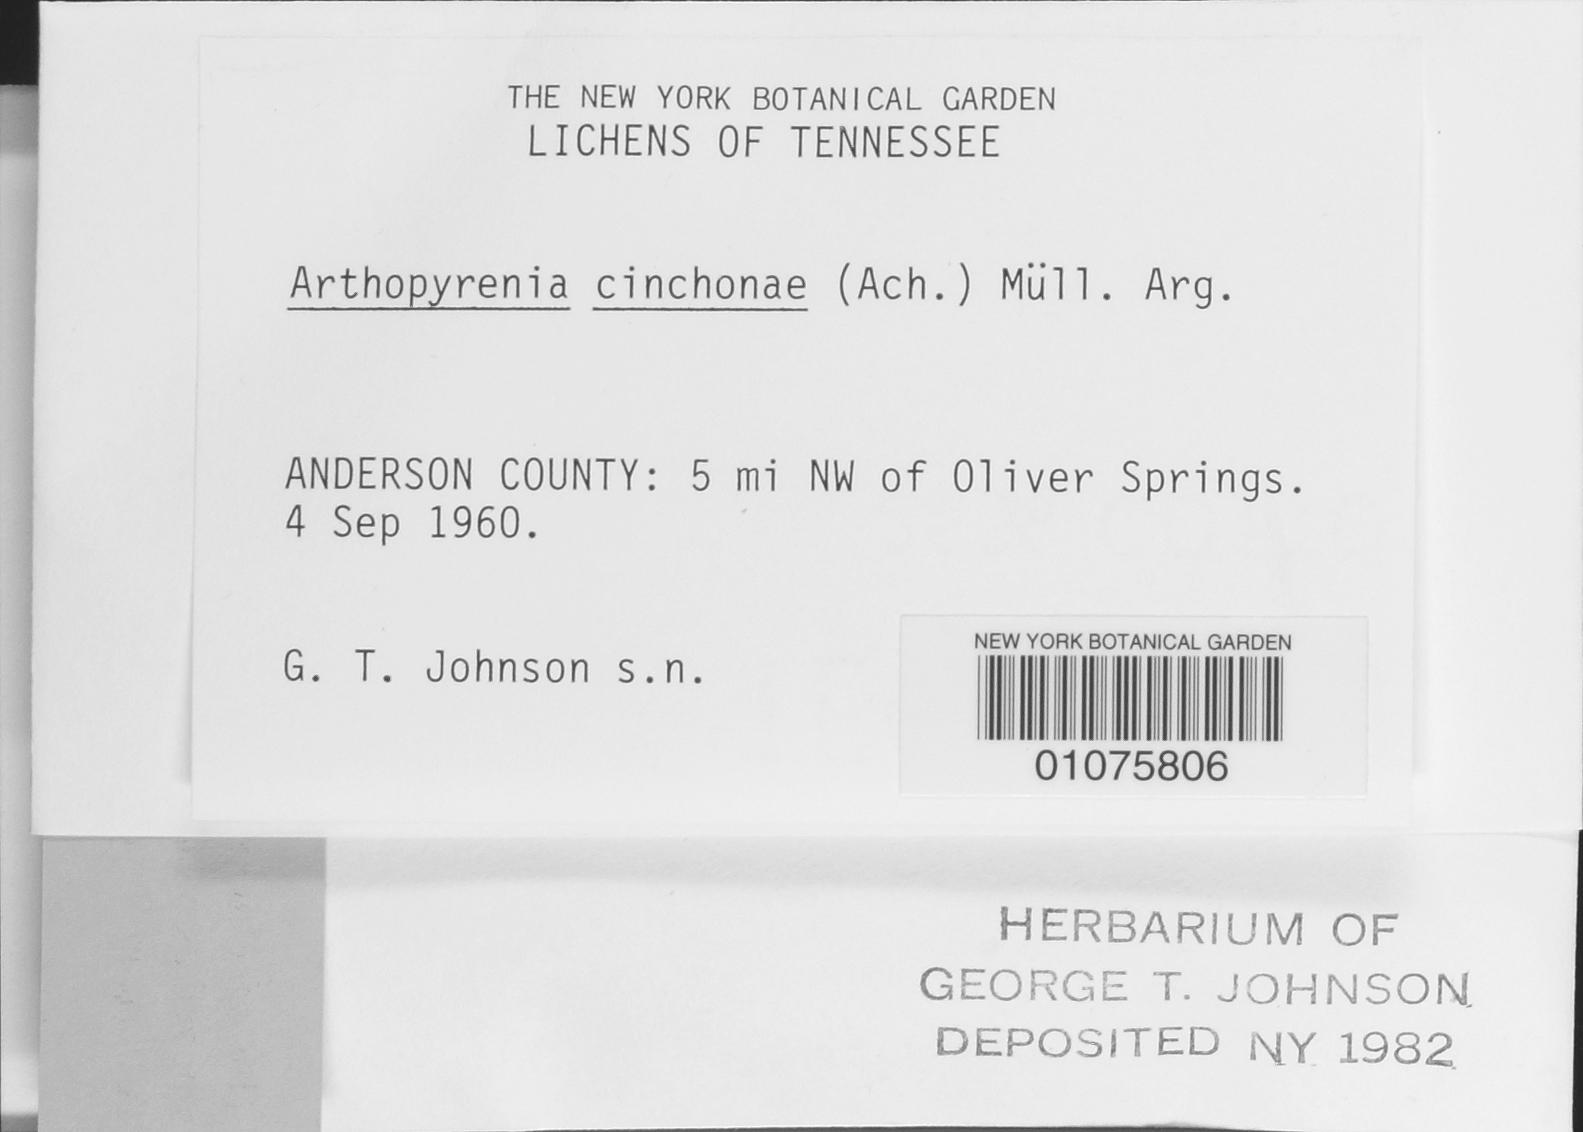 THE NEW YORK BOTANICAL GARDEN
LICHENS OF TENNESSEE
Arthopyrenia cinchonae (Ach.) Müll. Arg.
ANDERSON COUNTY: 5 mi NW of Oliver Springs.
4 Sep 1960.
G. T. Johnson s.n.
NEW YORK BOTANICAL GARDEN
01075806
HERBARIUM OF
GEORGE T. JOHNSON
DEPOSITED NY 1982